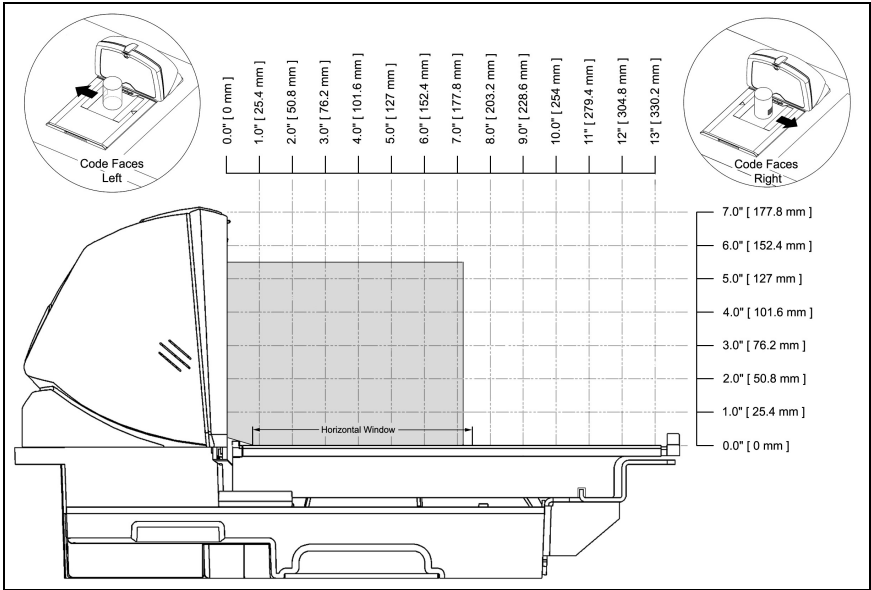 Code Faces
Left
0.0" [ 0 mm ]
1.0" [ 25.4 mm ]
2.0" [ 50.8 mm ]
3.0" [ 76.2 mm ]
4.0" [ 101.6 mm ]
5.0" [ 127 mm ]
6.0" [ 152.4 mm ]
7.0" [ 177.8 mm ]
8.0" [ 203.2 mm ]
9.0" [ 228.6 mm ]
10.0" [ 254 mm ]
11" [ 279.4 mm ]
12" [ 304.8 mm ]
13" [ 330.2 mm ]
Code Faces
Right
7.0" [ 177.8 mm ]
6.0" [ 152.4 mm ]
5.0" [ 127 mm ]
4.0" [ 101.6 mm ]
3.0" [ 76.2 mm ]
2.0" [ 50.8 mm ]
1.0" [ 25.4 mm ]
0.0" [ 0 mm ]
Horizontal Window